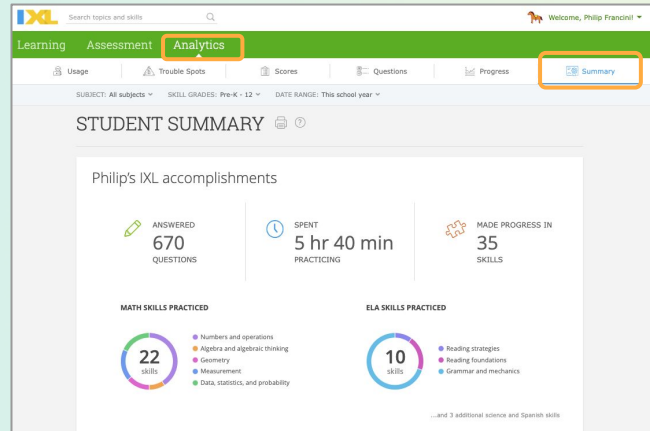 IXL Search topics and skills Welcome, Philip Francini!
Learning Assessment Analytics
Usage Trouble Spots Scores Questions Progress Summary
SUBJECT: All subjects SKILL GRADES: Pre-K - 12 DATE RANGE: This school year
STUDENT SUMMARY ?
Philip's IXL accomplishments
ANSWERED
670
QUESTIONS
SPENT
5 hr 40 min
PRACTICING
MADE PROGRESS IN
35
SKILLS
MATH SKILLS PRACTICED
22
skills
Numbers and operations
Algebra and algebraic thinking
Geometry
Measurement
Data, statistics, and probability
ELA SKILLS PRACTICED
10
skills
Reading strategies
Reading foundations
Grammar and mechanics
...and 3 additional science and Spanish skills